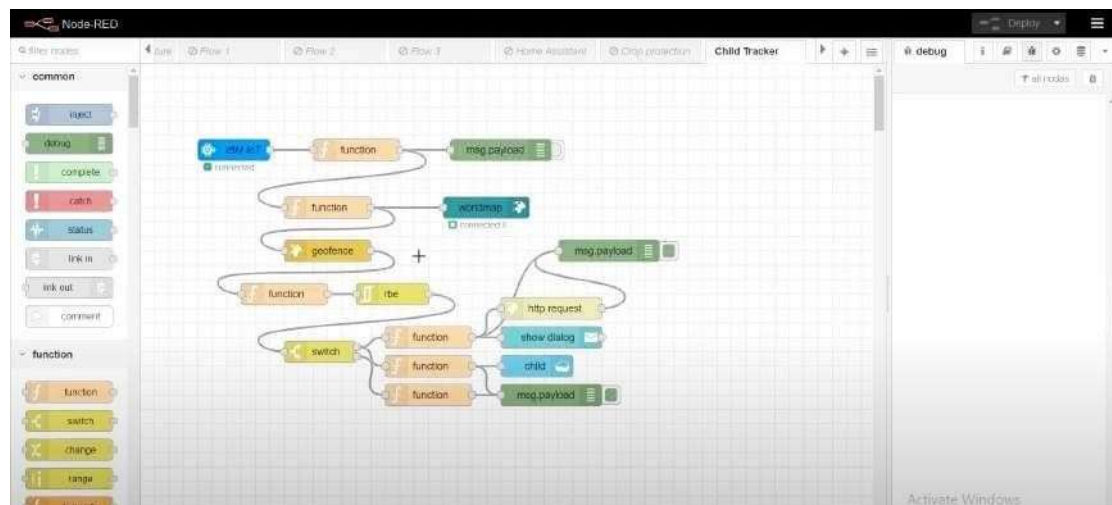 Node-RED
Deploy
filter nodes
Flow 1
Flow 2
Flow 3
Home Assistant
Crop protection
Child Tracker
debug
i
all nodes
common
inject
debug
complete
catch
status
link in
link out
comment
function
function
switch
change
range
IBM IoT
connected
function
msg.payload
function
worldmap
geofence
msg.payload
function
rbe
http request
switch
function
show dialog
function
child
function
msg.payload
Activate Windows